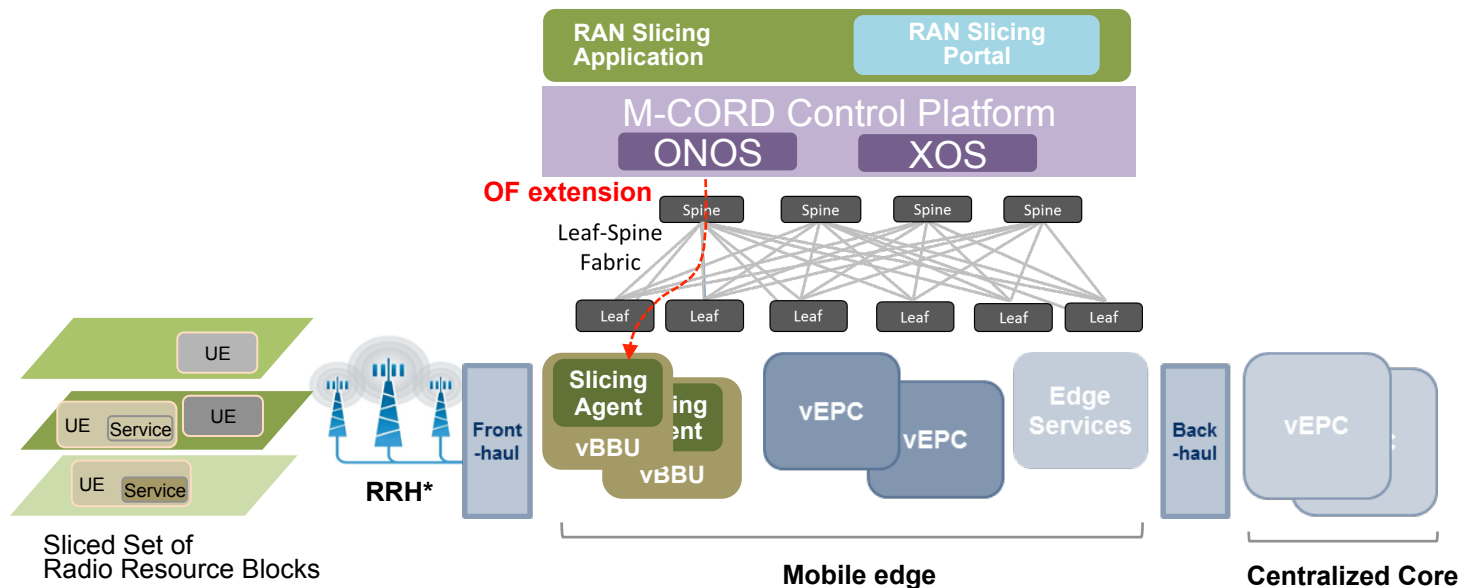 RAN Slicing
Application
RAN Slicing
Portal
M-CORD Control Platform
ONOS
XOS
OF extension
Leaf-Spine
Fabric
Spine
Spine
Spine
Spine
Leaf
Leaf
Leaf
Leaf
Leaf
Leaf
UE
UE
Service
UE
UE
Service
Sliced Set of
Radio Resource Blocks
RRH*
Front
-haul
Slicing
Agent
vBBU
ing
ent
vBBU
vEPC
vEPC
Edge
Services
Back
-haul
vEPC
Mobile edge
Centralized Core